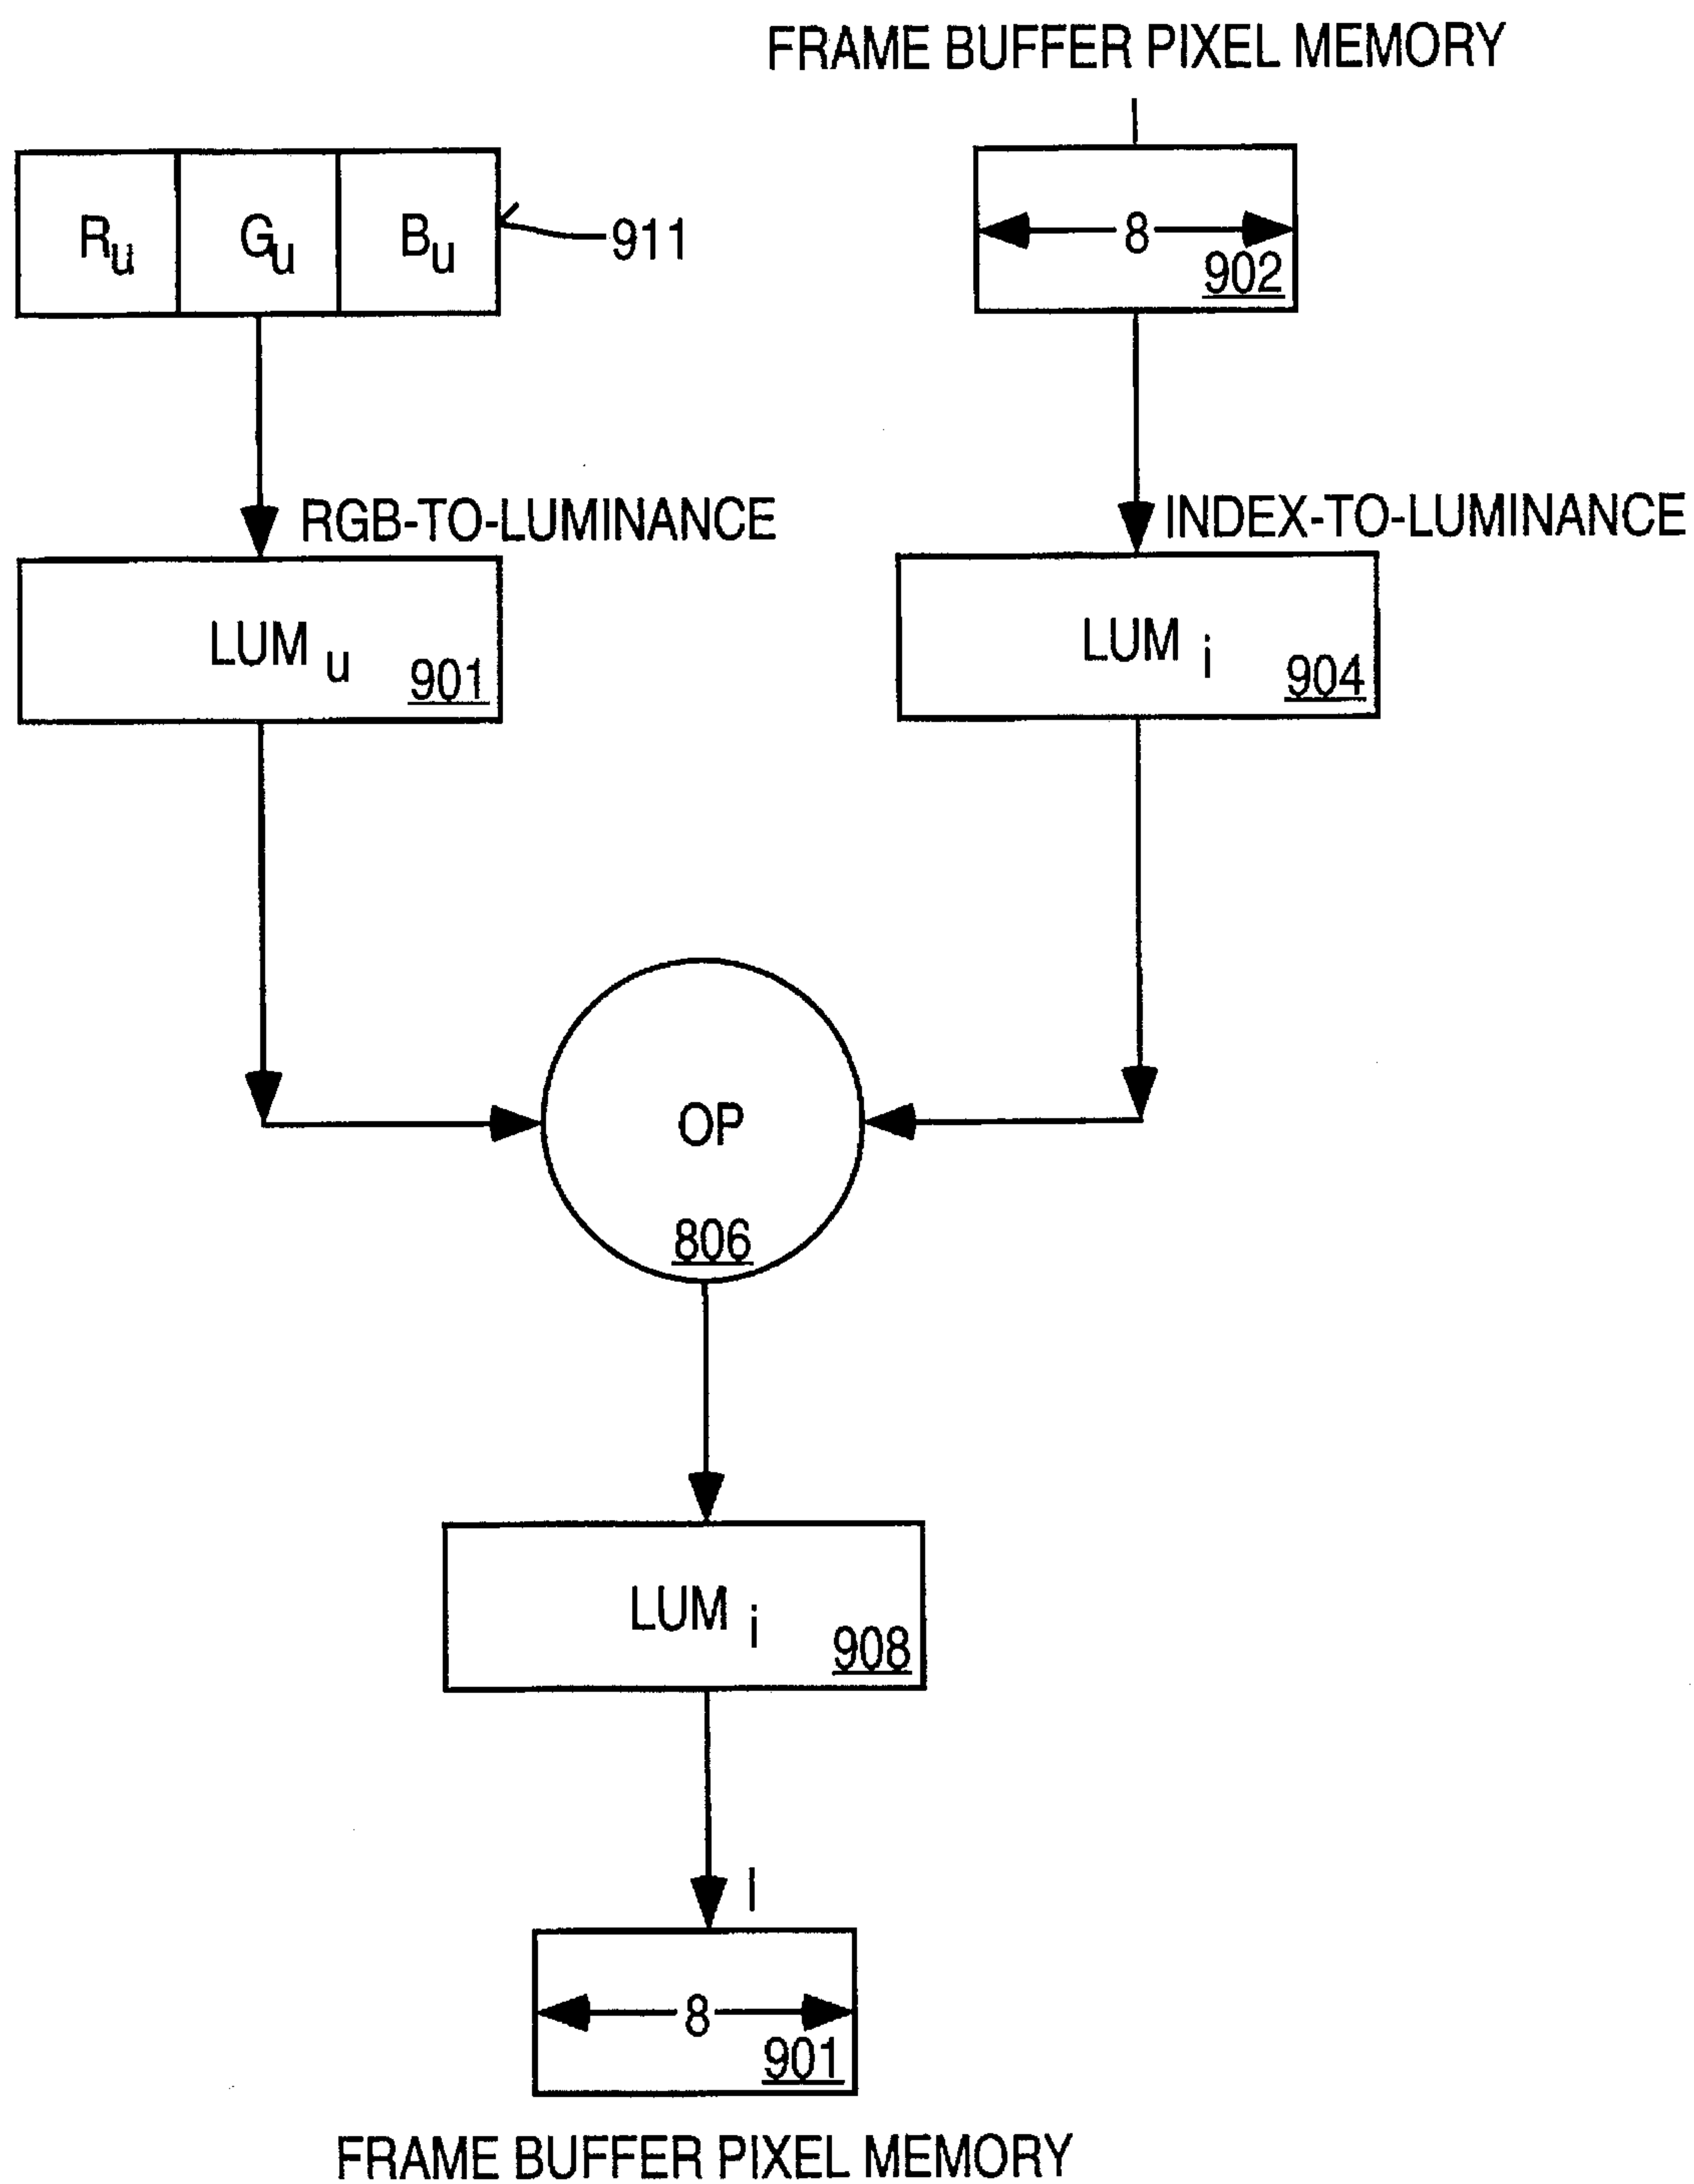 FRAME BUFFER PIXEL MEMORY
Ru Gu Bu 911
8
902
RGB-TO-LUMINANCE
INDEX-TO-LUMINANCE
LUM u 901
LUM i 904
OP
806
LUM i 908
I
8
901
FRAME BUFFER PIXEL MEMORY